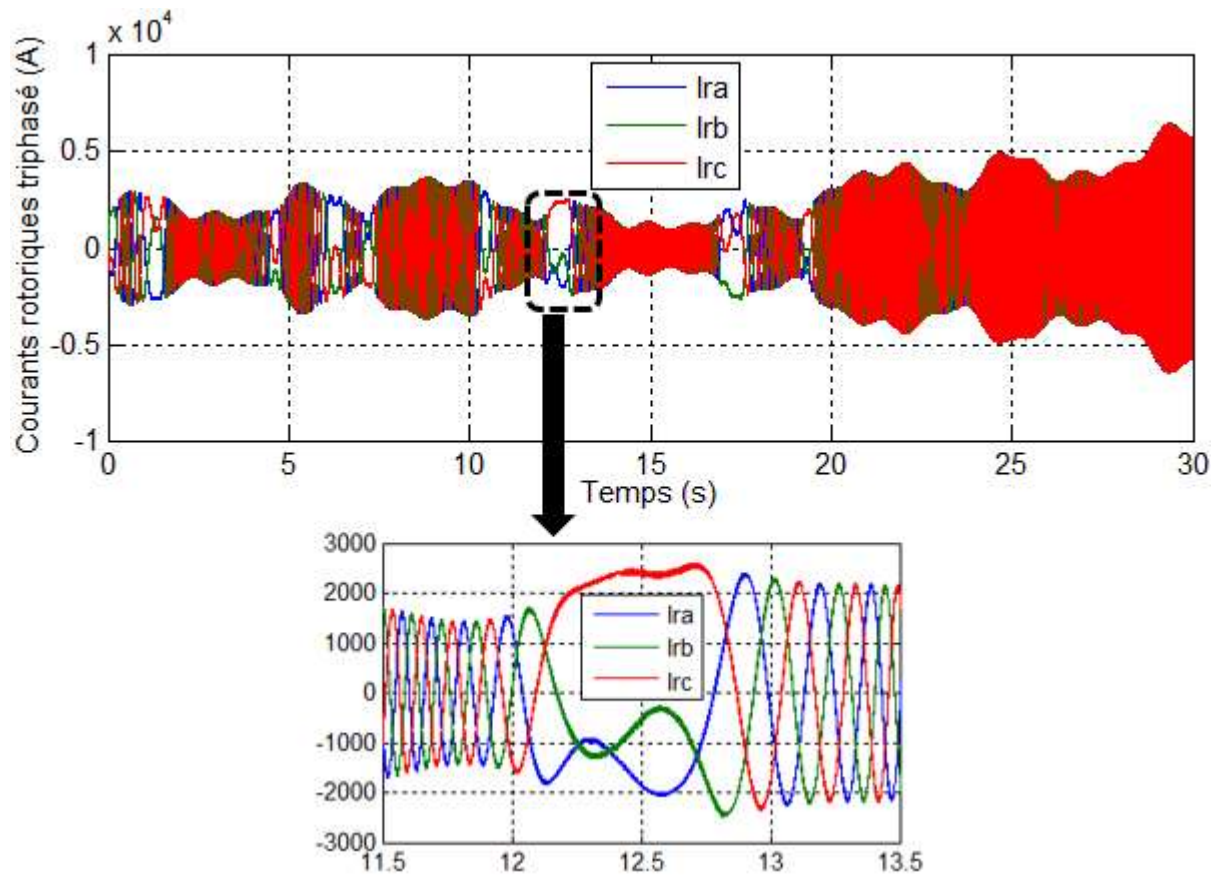 x 10⁴
Courants rotoriques triphasé (A)
1
0.5
0
-0.5
-1
Ira
Irb
Irc
0 5 10 15 20 25 30
Temps (s)
3000
2000
1000
0
-1000
-2000
-3000
Ira
Irb
Irc
11.5 12 12.5 13 13.5